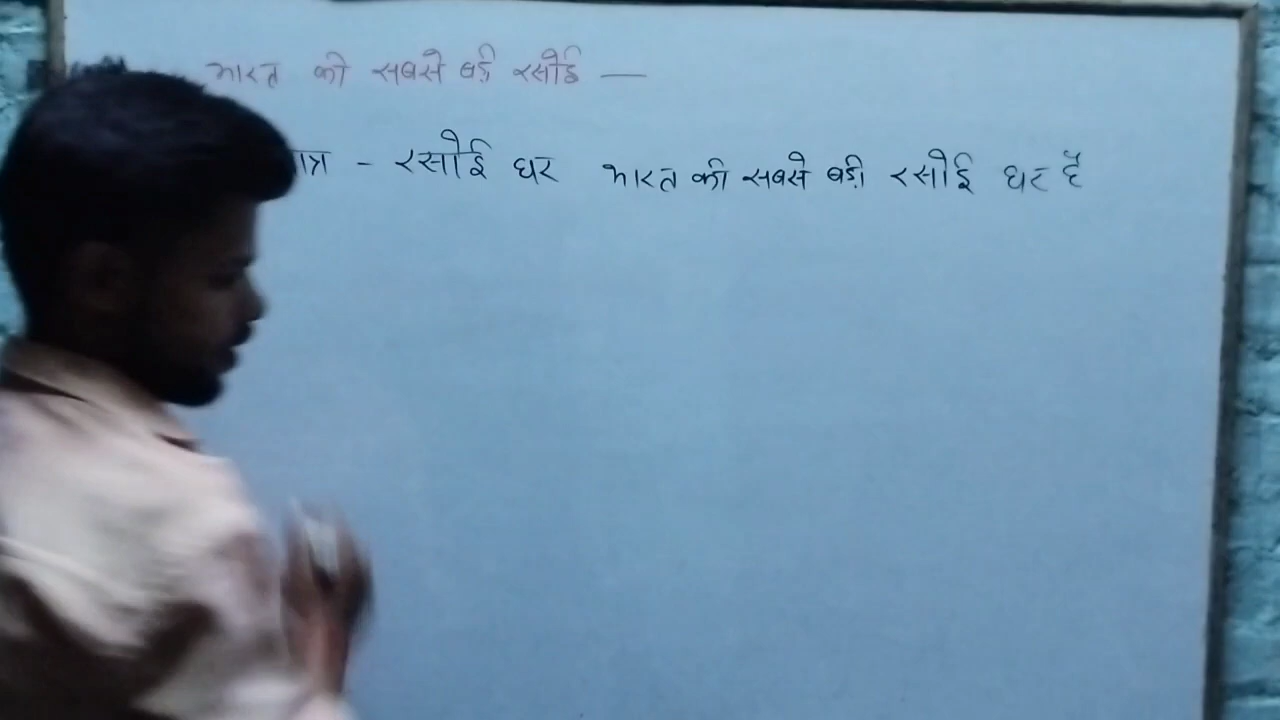 भारत की सबसे बड़ी रसोई —
- रसोई घर भारत की सबसे बड़ी रसोई घर है